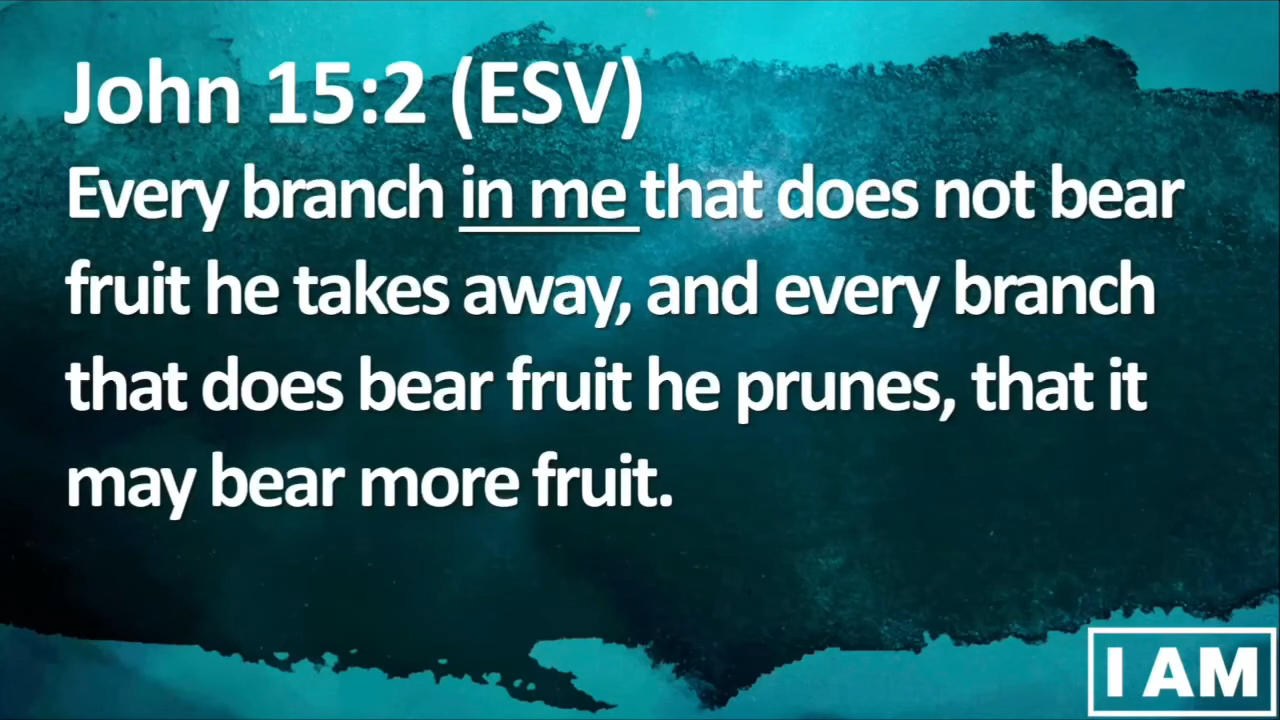 John 15:2 (ESV)
Every branch in me that does not bear
fruit he takes away, and every branch
that does bear fruit he prunes, that it
may bear more fruit.
I AM